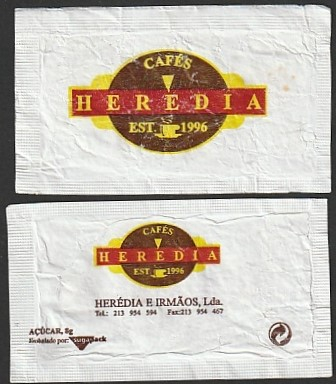 CAFÉS
HEREDIA
EST. 1996
CAFÉS
HEREDIA
EST 1996
HERÉDIA E IRMÃOS, Lda.
Tel.: 213 954 594 Fax:213 954 467
AÇÚCAR, 8g
Embalado por: